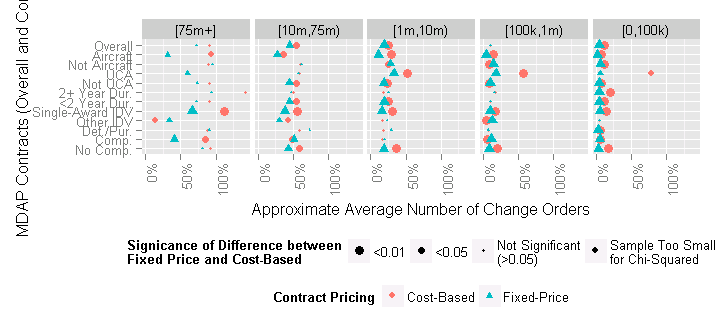 MDAP Contracts (Overall and Co
[75m+] [10m,75m) [1m,10m) [100k,1m) [0,100k)
Overall
Aircraft
Not Aircraft
UCA
Not UCA
2+ Year Dur.
<2 Year Dur.
Single-Award IDV
Other IDV
Def./Pur.
Comp.
No Comp.
0% 50% 100% 0% 50% 100% 0% 50% 100% 0% 50% 100% 0% 50% 100%
Approximate Average Number of Change Orders
Signicance of Difference between
Fixed Price and Cost-Based
<0.01
<0.05
Not Significant
(>0.05)
Sample Too Small
for Chi-Squared
Contract Pricing
Cost-Based
Fixed-Price